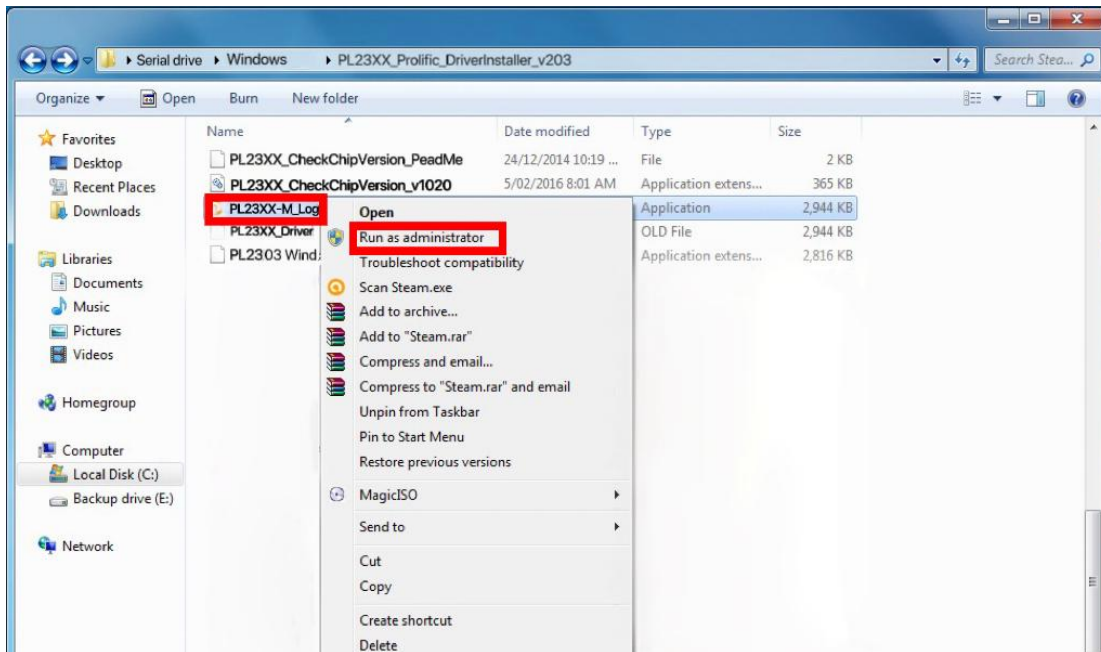 Serial drive ▸ Windows ▸ PL23XX_Prolific_DriverInstaller_v203
Search Stea...
Organize Open Burn New folder
Name Date modified Type Size
Favorites
Desktop
Recent Places
Downloads
Libraries
Documents
Music
Pictures
Videos
Homegroup
Computer
Local Disk (C:)
Backup drive (E:)
Network
PL23XX_CheckChipVersion_PeadMe 24/12/2014 10:19 ... File 2 KB
PL23XX_CheckChipVersion_v1020 5/02/2016 8:01 AM Application extens... 365 KB
PL23XX-M_Log Application 2,944 KB
PL23XX_Driver OLD File 2,944 KB
PL2303 Wind Application extens... 2,816 KB
Open
Run as administrator
Troubleshoot compatibility
Scan Steam.exe
Add to archive...
Add to "Steam.rar"
Compress and email...
Compress to "Steam.rar" and email
Unpin from Taskbar
Pin to Start Menu
Restore previous versions
MagicISO
Send to
Cut
Copy
Create shortcut
Delete